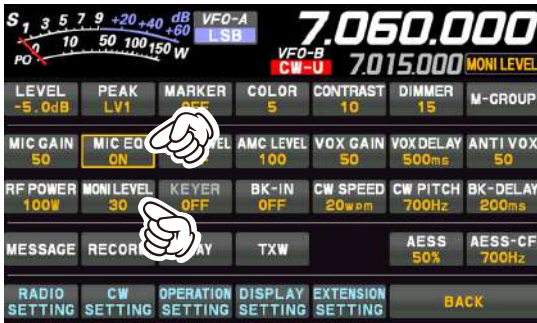 S 1 3 5 7 9 +20 +40 +60 dB
PO 0 10 50 100 150 W
VFO-A
LSB
7.060.000
VFO-B
CW-U
7.015.000
MONI LEVEL
LEVEL PEAK MARKER COLOR CONTRAST DIMMER M-GROUP
-5.0dB LV1 OFF 5 10 15
MIC GAIN MIC EQ AMC LEVEL VOX GAIN VOX DELAY ANTI VOX
50 ON 100 50 500ms 50
RF POWER MONI LEVEL KEYER BK-IN CW SPEED CW PITCH BK-DELAY
100W 30 OFF OFF 20wpm 700Hz 200ms
MESSAGE RECORD TXW AESS AESS-CF
50% 700Hz
RADIO CW OPERATION DISPLAY EXTENSION
SETTING SETTING SETTING SETTING SETTING BACK